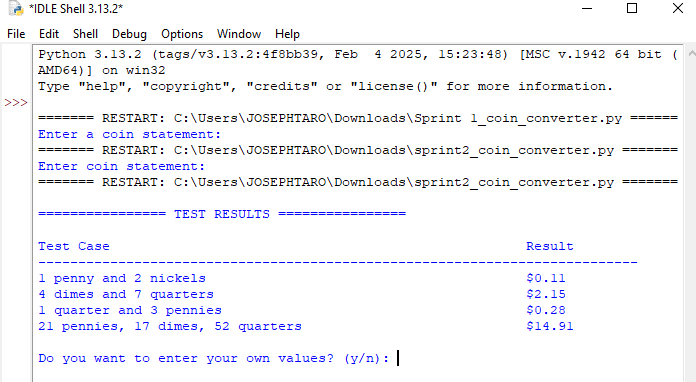 *IDLE Shell 3.13.2*
File Edit Shell Debug Options Window Help
Python 3.13.2 (tags/v3.13.2:4f8bb39, Feb  4 2025, 15:23:48) [MSC v.1942 64 bit (
AMD64)] on win32
Type "help", "copyright", "credits" or "license()" for more information.
>>>
======= RESTART: C:\Users\JOSEPHTARO\Downloads\Sprint 1_coin_converter.py ======
Enter a coin statement:
======= RESTART: C:\Users\JOSEPHTARO\Downloads\sprint2_coin_converter.py =======
Enter coin statement:
======= RESTART: C:\Users\JOSEPHTARO\Downloads\sprint2_coin_converter.py =======
================ TEST RESULTS ================
Test Case Result
---------------------------------------------------------------------------
1 penny and 2 nickels $0.11
4 dimes and 7 quarters $2.15
1 quarter and 3 pennies $0.28
21 pennies, 17 dimes, 52 quarters $14.91
Do you want to enter your own values? (y/n):